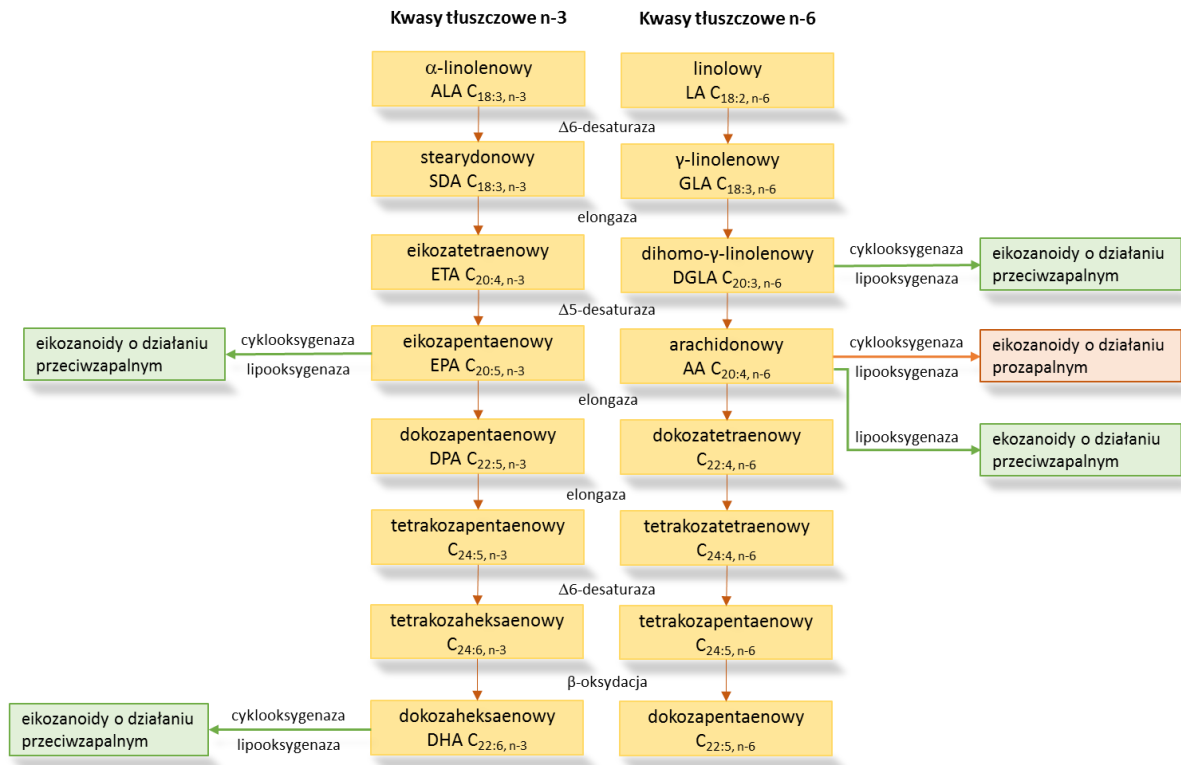 Kwasy tłuszczowe n-3
Kwasy tłuszczowe n-6
α-linolenowy
ALA C18:3, n-3
linolowy
LA C18:2, n-6
Δ6-desaturaza
stearydonowy
SDA C18:3, n-3
γ-linolenowy
GLA C18:3, n-6
elongaza
eikozatetraenowy
ETA C20:4, n-3
dihomo-γ-linolenowy
DGLA C20:3, n-6
cyklooksygenaza
lipooksygenaza
eikozanoidy o działaniu
przeciwzapalnym
Δ5-desaturaza
eikozanoidy o działaniu
przeciwzapalnym
cyklooksygenaza
lipooksygenaza
eikozapentaenowy
EPA C20:5, n-3
arachidonowy
AA C20:4, n-6
cyklooksygenaza
lipooksygenaza
eikozanoidy o działaniu
prozapalnym
elongaza
dokozapentaenowy
DPA C22:5, n-3
dokozatetraenowy
C22:4, n-6
lipooksygenaza
ekozanoidy o działaniu
przeciwzapalnym
elongaza
tetrakozapentaenowy
C24:5, n-3
tetrakozatetraenowy
C24:4, n-6
Δ6-desaturaza
tetrakozaheksaenowy
C24:6, n-3
tetrakozapentaenowy
C24:5, n-6
β-oksydacja
eikozanoidy o działaniu
przeciwzapalnym
cyklooksygenaza
lipooksygenaza
dokozaheksaenowy
DHA C22:6, n-3
dokozapentaenowy
C22:5, n-6